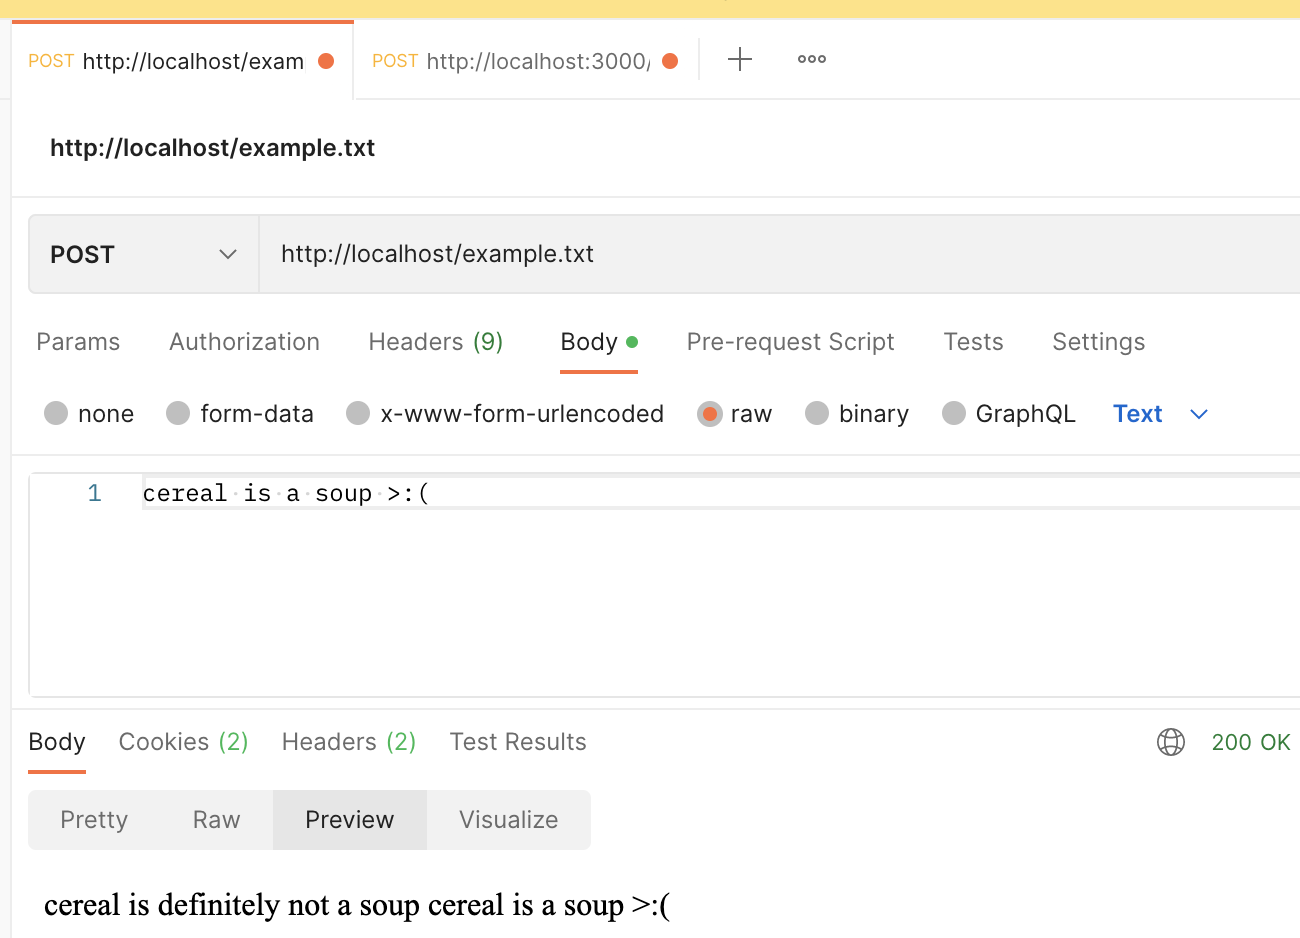 POST http://localhost/exam POST http://localhost:3000/
http://localhost/example.txt
POST http://localhost/example.txt
Params Authorization Headers (9) Body Pre-request Script Tests Settings
none form-data x-www-form-urlencoded raw binary GraphQL Text
1 cereal is a soup >:(
Body Cookies (2) Headers (2) Test Results 200 OK
Pretty Raw Preview Visualize
cereal is definitely not a soup cereal is a soup >:(